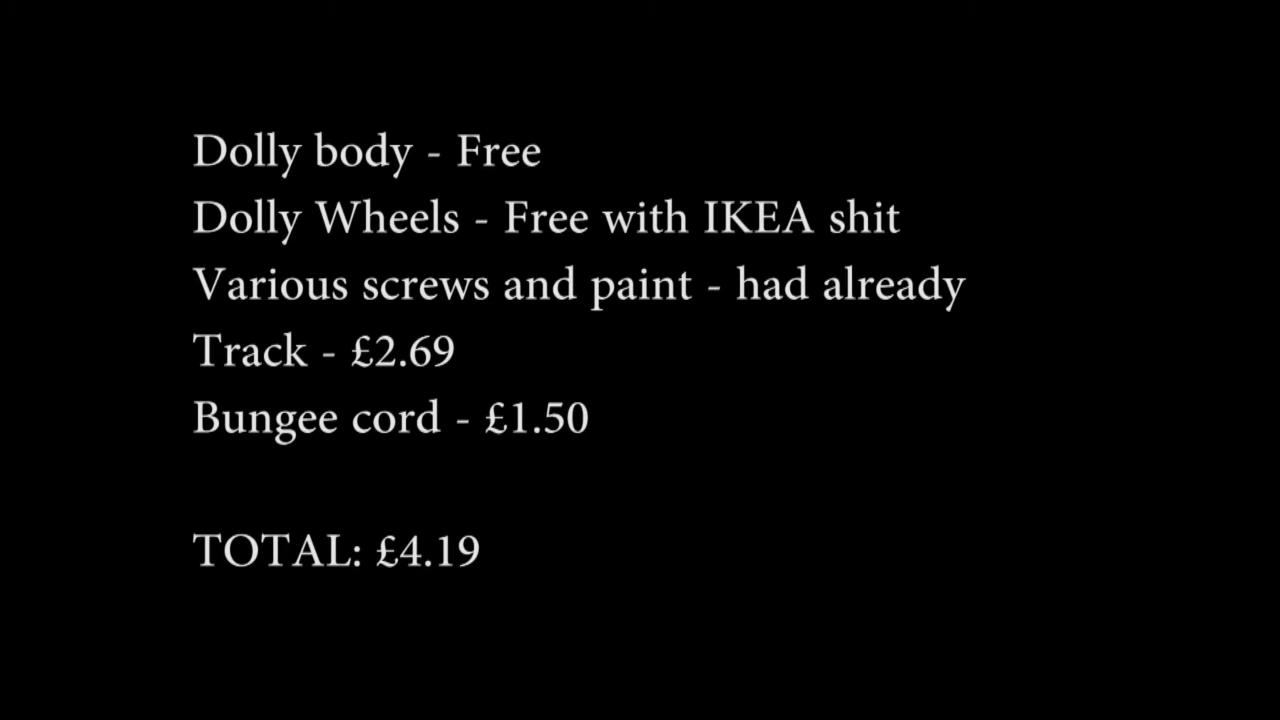 Dolly body - Free
Dolly Wheels - Free with IKEA shit
Various screws and paint - had already
Track - £2.69
Bungee cord - £1.50
TOTAL: £4.19